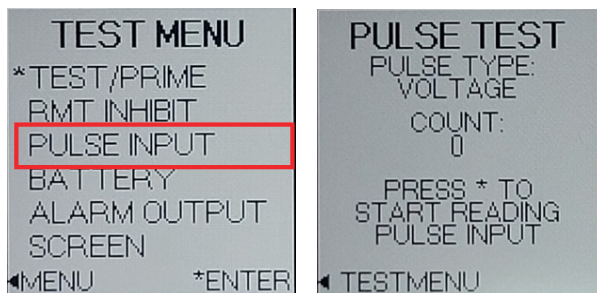 TEST MENU
*TEST/PRIME
RMT INHIBIT
PULSE INPUT
BATTERY
ALARM OUTPUT
SCREEN
◀MENU *ENTER
PULSE TEST
PULSE TYPE:
VOLTAGE
COUNT:
0
PRESS * TO
START READING
PULSE INPUT
◀ TESTMENU